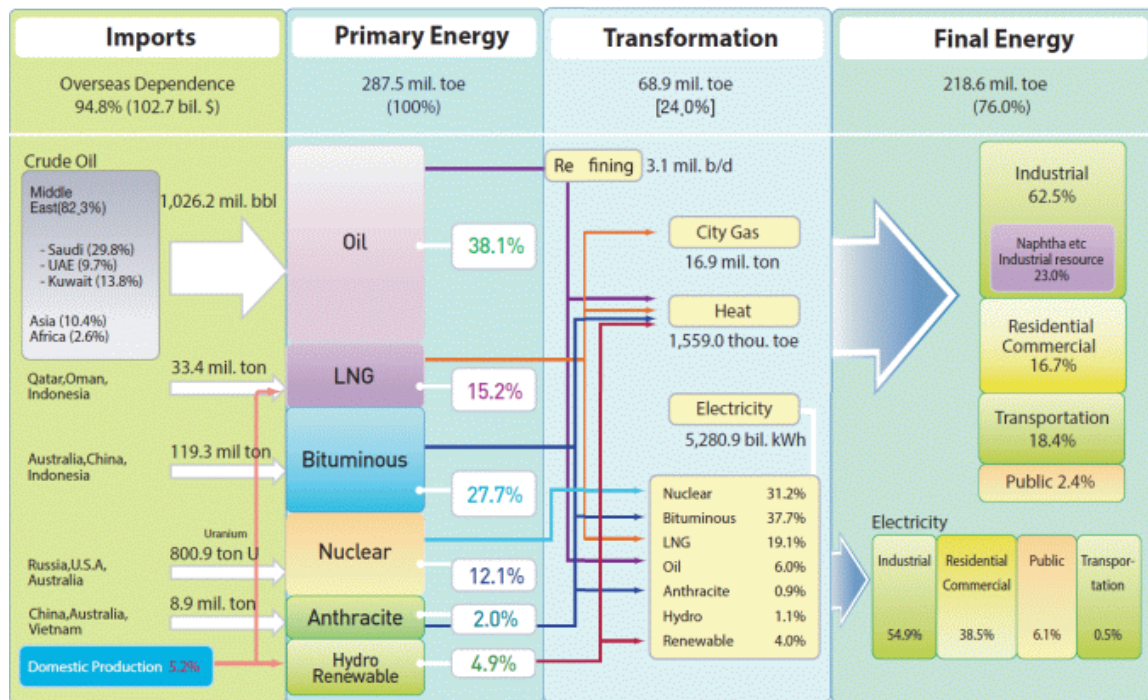 Imports
Primary Energy
Transformation
Final Energy
Overseas Dependence
94.8% (102.7 bil. $)
287.5 mil. toe
(100%)
68.9 mil. toe
[24.0%]
218.6 mil. toe
(76.0%)
Crude Oil
Middle
East(82.3%)
- Saudi (29.8%)
- UAE (9.7%)
- Kuwait (13.8%)
Asia (10.4%)
Africa (2.6%)
1,026.2 mil. bbl
Qatar,Oman,
Indonesia
33.4 mil. ton
Australia,China,
Indonesia
119.3 mil ton
Russia,U.S.A,
Australia
Uranium
800.9 ton U
China,Australia,
Vietnam
8.9 mil. ton
Domestic Production 5.2%
Oil
38.1%
LNG
15.2%
Bituminous
27.7%
Nuclear
12.1%
Anthracite
2.0%
Hydro
Renewable
4.9%
Re fining 3.1 mil. b/d
City Gas
16.9 mil. ton
Heat
1,559.0 thou. toe
Electricity
5,280.9 bil. kWh
Nuclear 31.2%
Bituminous 37.7%
LNG 19.1%
Oil 6.0%
Anthracite 0.9%
Hydro 1.1%
Renewable 4.0%
Industrial
62.5%
Naphtha etc
Industrial resource
23.0%
Residential
Commercial
16.7%
Transportation
18.4%
Public 2.4%
Electricity
Industrial
54.9%
Residential
Commercial
38.5%
Public
6.1%
Transpor-
tation
0.5%